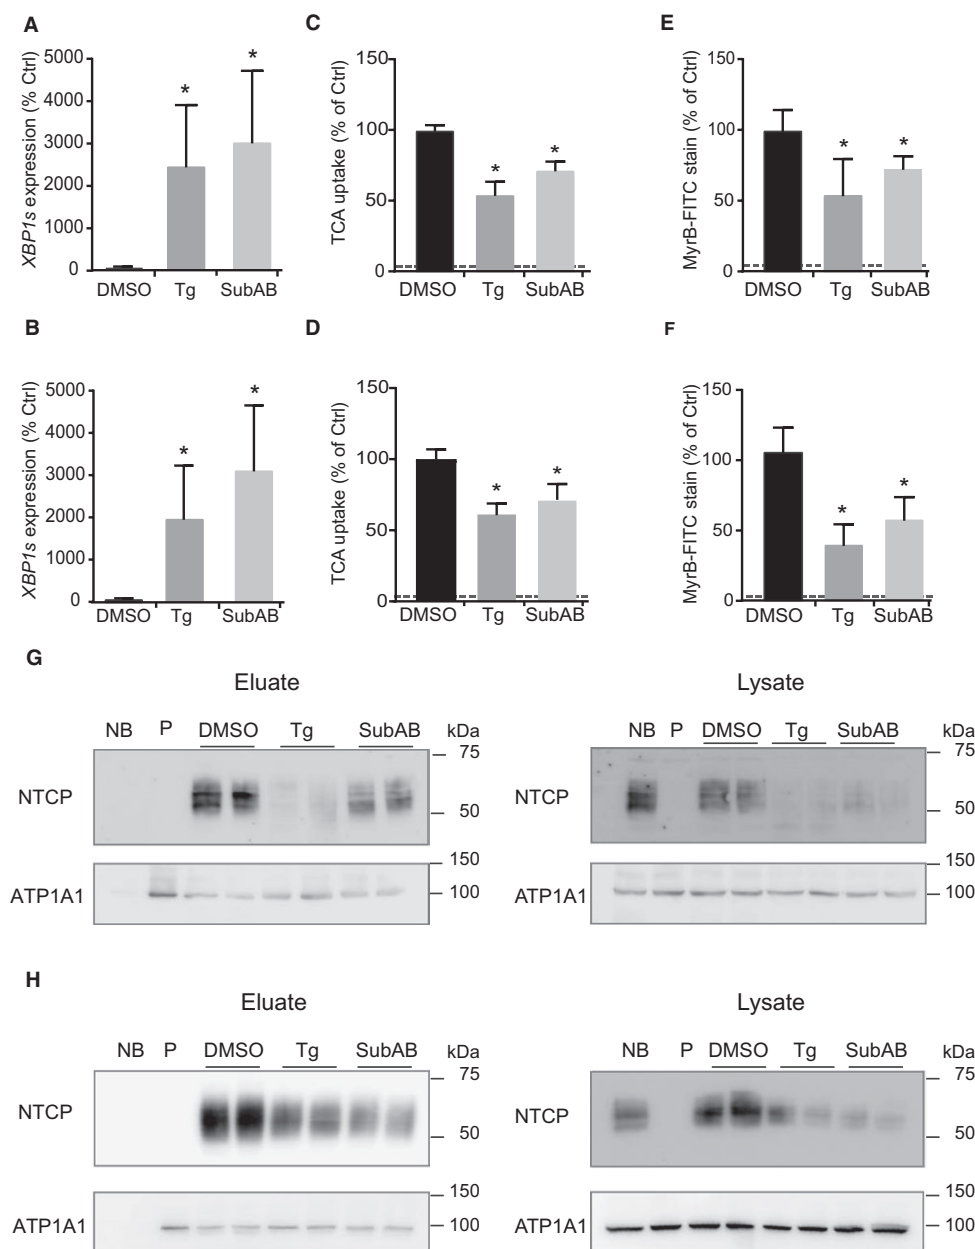 A
XBP1s expression (% Ctrl)
5000
4000
3000
2000
1000
0
*
*
DMSO Tg SubAB
C
TCA uptake (% of Ctrl)
150
100
50
0
*
*
DMSO Tg SubAB
E
MyrB-FITC stain (% of Ctrl)
150
100
50
0
*
*
DMSO Tg SubAB
B
XBP1s expression (% Ctrl)
5000
4000
3000
2000
1000
0
*
*
DMSO Tg SubAB
D
TCA uptake (% of Ctrl)
150
100
50
0
*
*
DMSO Tg SubAB
F
MyrB-FITC stain (% of Ctrl)
150
100
50
0
*
*
DMSO Tg SubAB
G
Eluate
NB P DMSO Tg SubAB kDa
75
NTCP
50
150
ATP1A1
100
Lysate
NB P DMSO Tg SubAB kDa
75
NTCP
50
150
ATP1A1
100
H
Eluate
NB P DMSO Tg SubAB kDa
75
NTCP
50
150
ATP1A1
100
Lysate
NB P DMSO Tg SubAB kDa
75
NTCP
50
150
ATP1A1
100